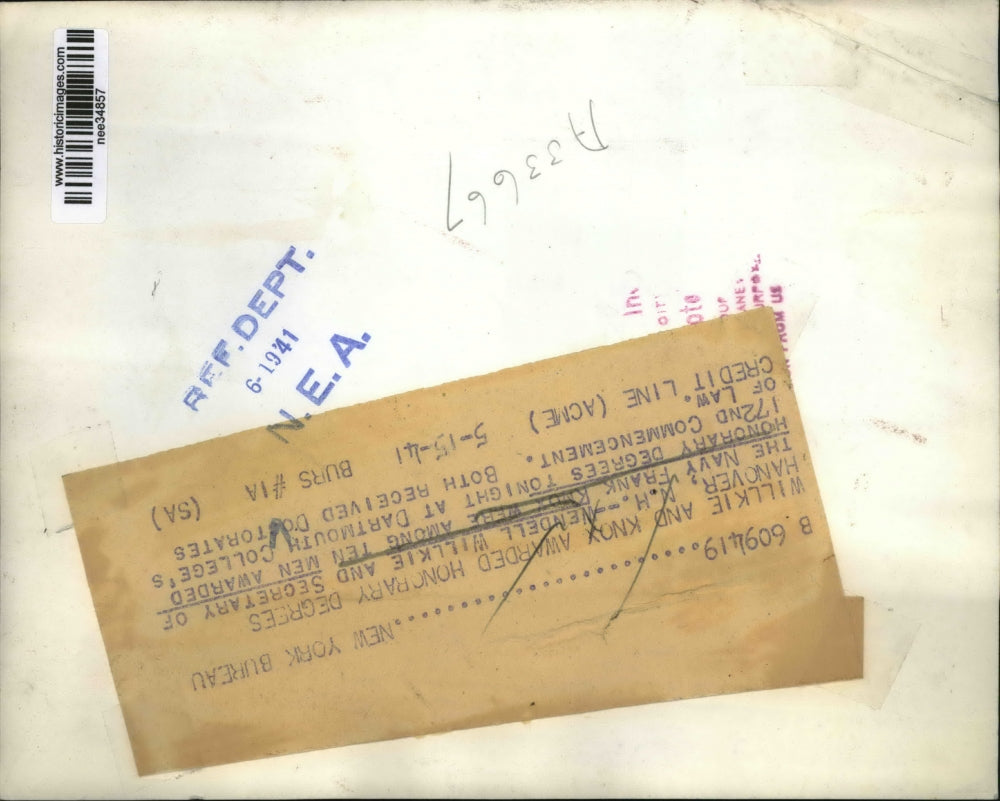 www.historicimages.com
nee34857
A33667
REF. DEPT.
6-1941
N. E. A.
FROM US
B 609419................NEW YORK BUREAU
WILLKIE AND KNOX AWARDED HONORARY DEGREES
HANOVER, N.H.--WENDELL WILLKIE AND SECRETARY OF
THE NAVY FRANK KNOX WERE AMONG TEN MEN AWARDED
HONORARY DEGREES TONIGHT AT DARTMOUTH COLLEGE'S
172ND COMMENCEMENT. BOTH RECEIVED DOCTORATES
OF LAW.
CREDIT LINE (ACME) 5-15-41 BURS #1A (SA)